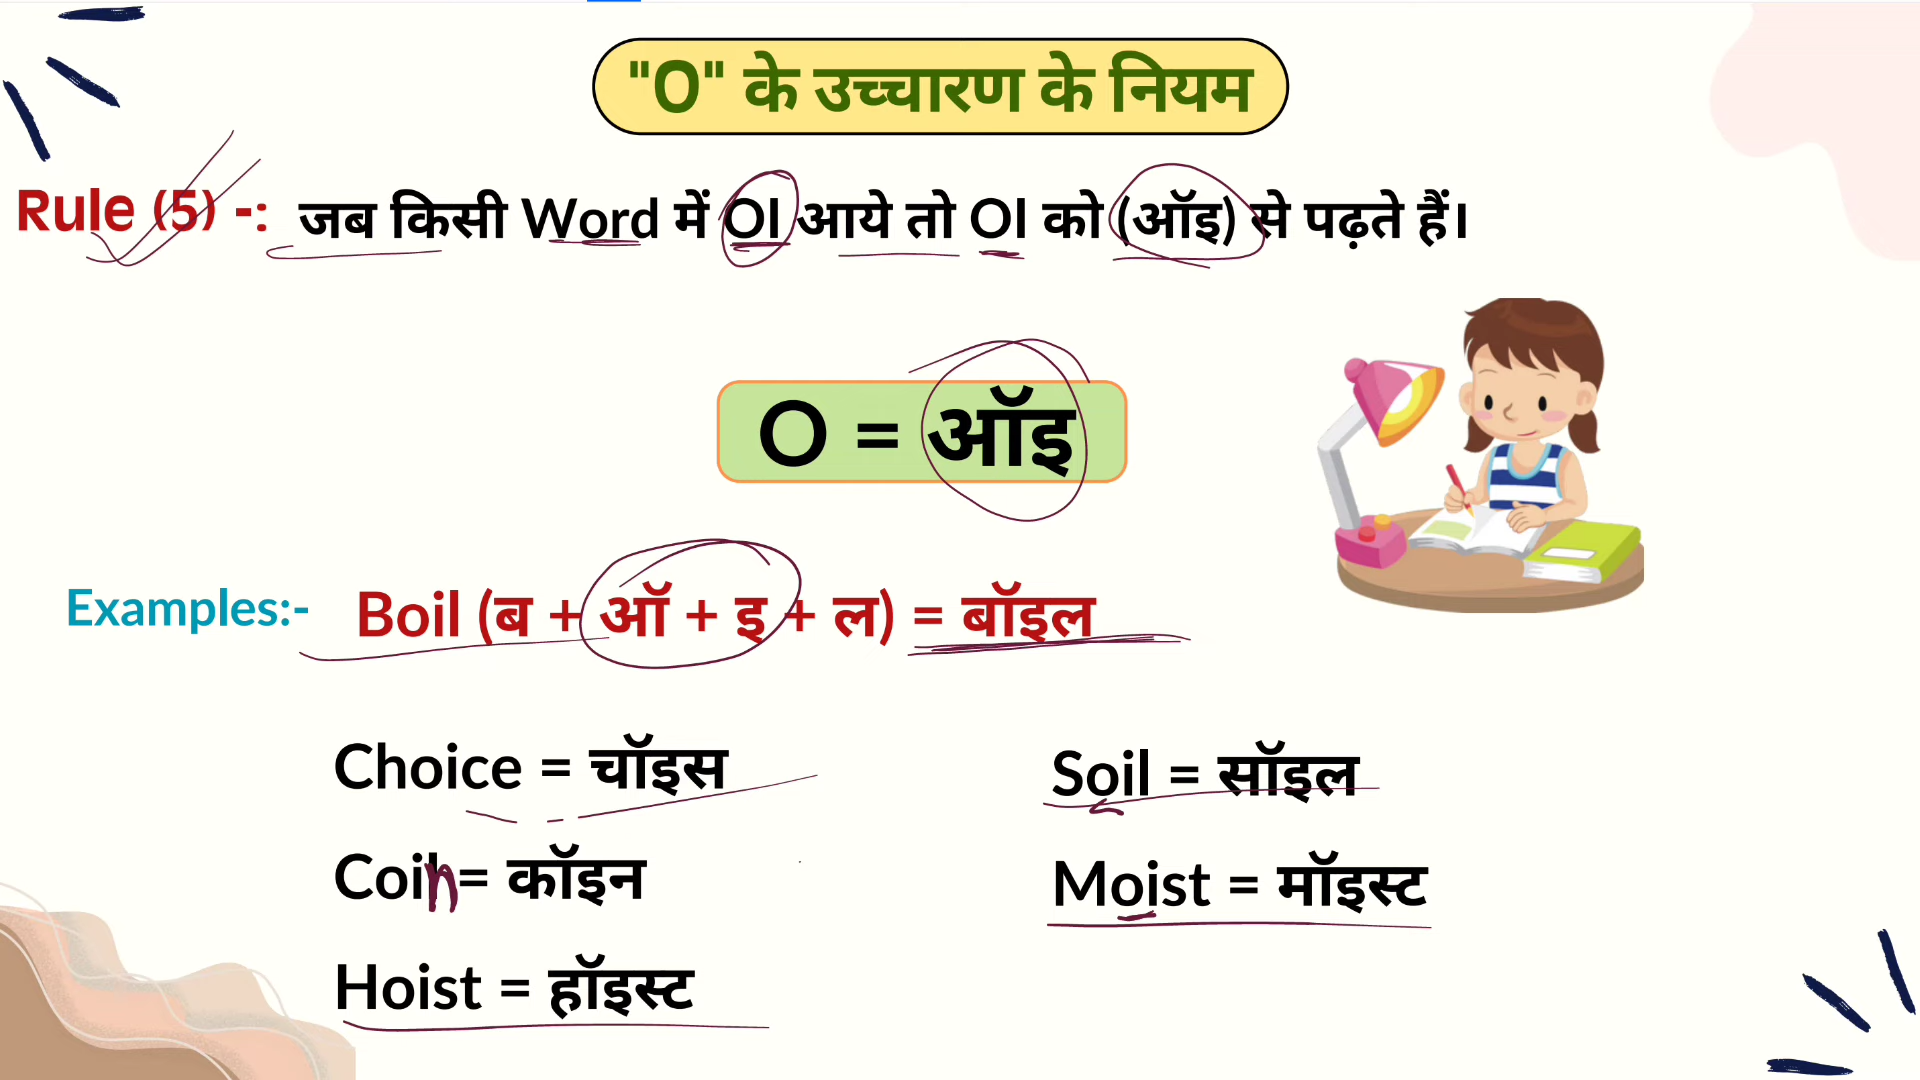 "O" के उच्चारण के नियम
Rule (5) -: जब किसी Word में OI आये तो OI को (ऑइ) से पढ़ते हैं।
O = ऑइ
Examples:- Boil (ब + ऑ + इ + ल) = बॉइल
Choice = चॉइस
Soil = सॉइल
Coin= कॉइन
Moist = मॉइस्ट
Hoist = हॉइस्ट